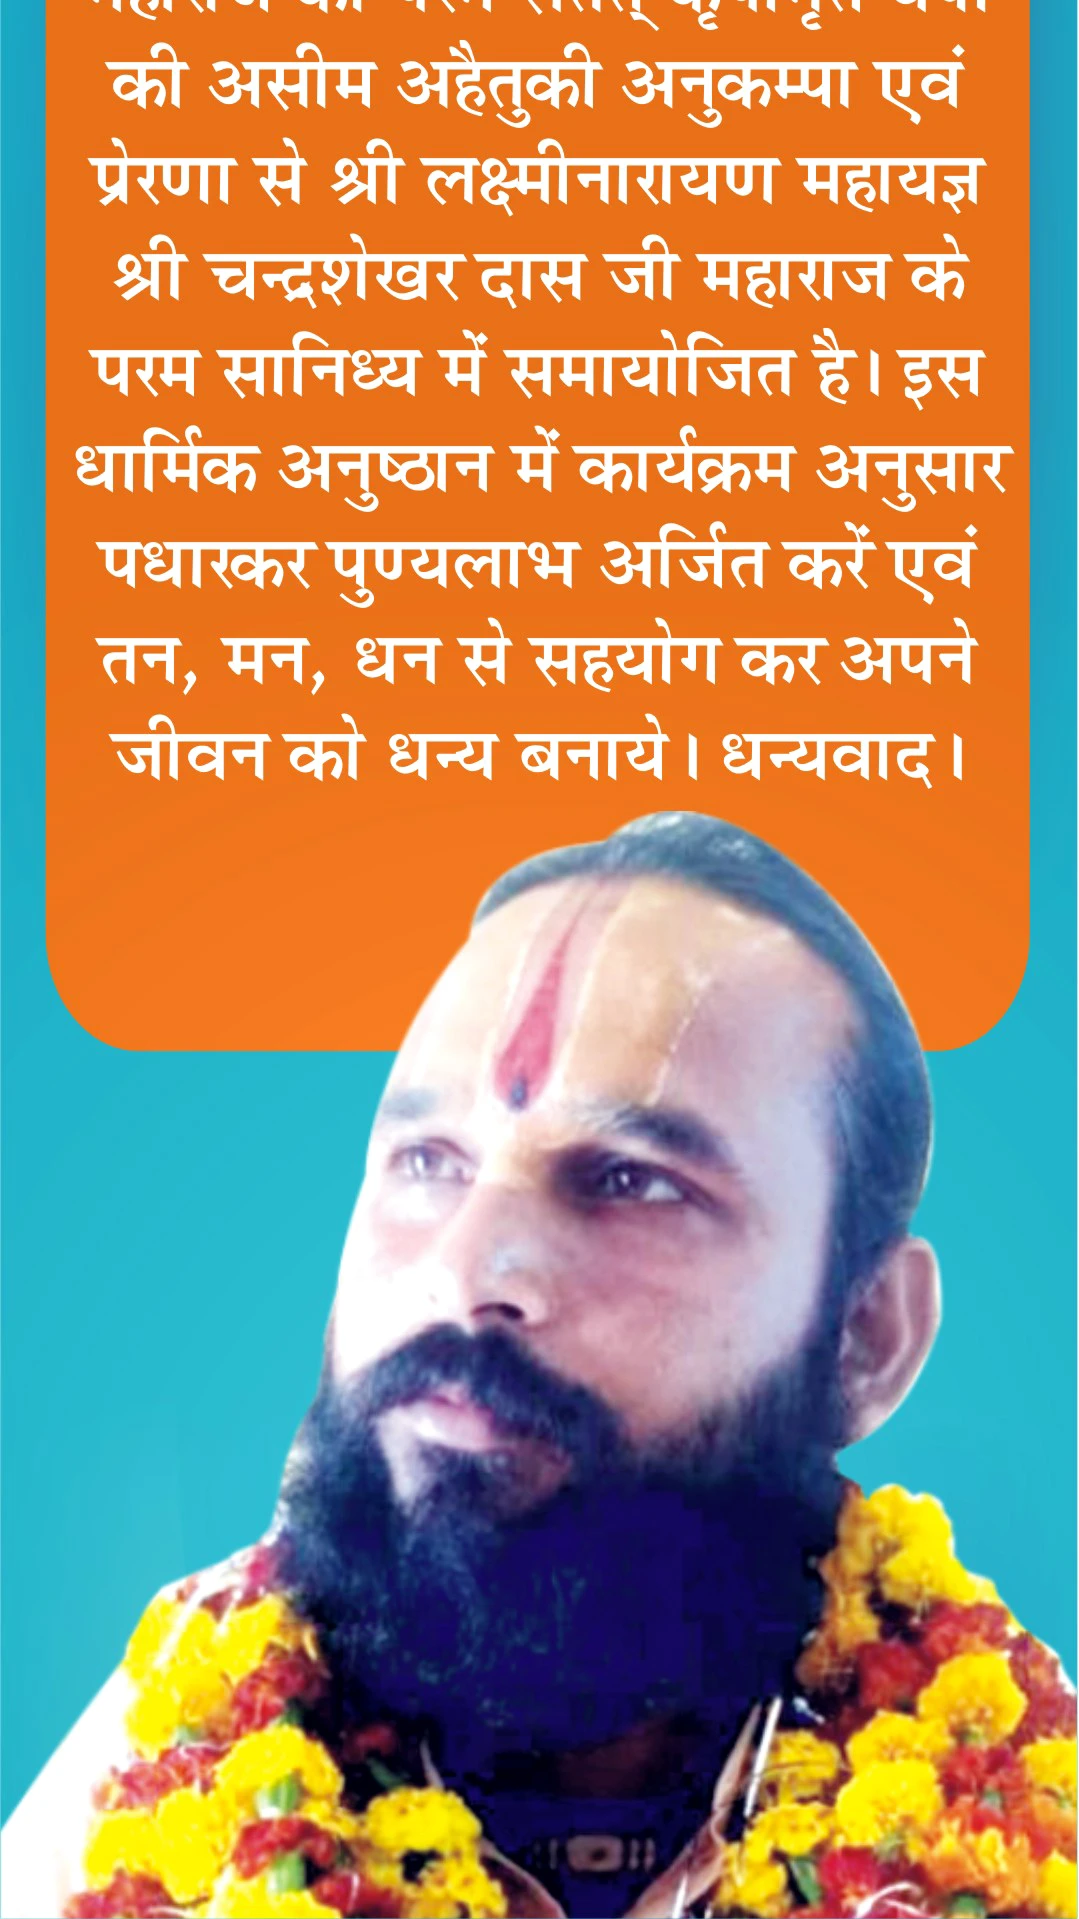 की असीम अहैतुकी अनुकम्पा एवं
प्रेरणा से श्री लक्ष्मीनारायण महायज्ञ
श्री चन्द्रशेखर दास जी महाराज के
परम सानिध्य में समायोजित है। इस
धार्मिक अनुष्ठान में कार्यक्रम अनुसार
पधारकर पुण्यलाभ अर्जित करें एवं
तन, मन, धन से सहयोग कर अपने
जीवन को धन्य बनाये। धन्यवाद।